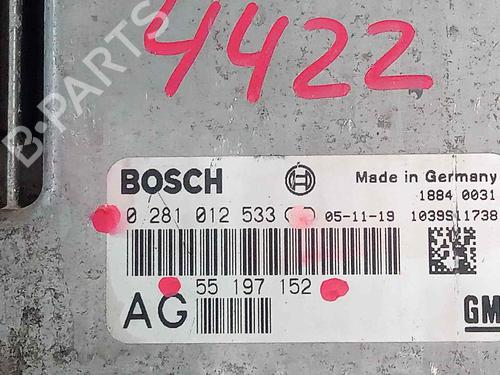 4422
B-PARTS
BOSCH
Made in Germany
1884 0031
0 281 012 533
05-11-19
1039S11738
55 197 152
AG
GM